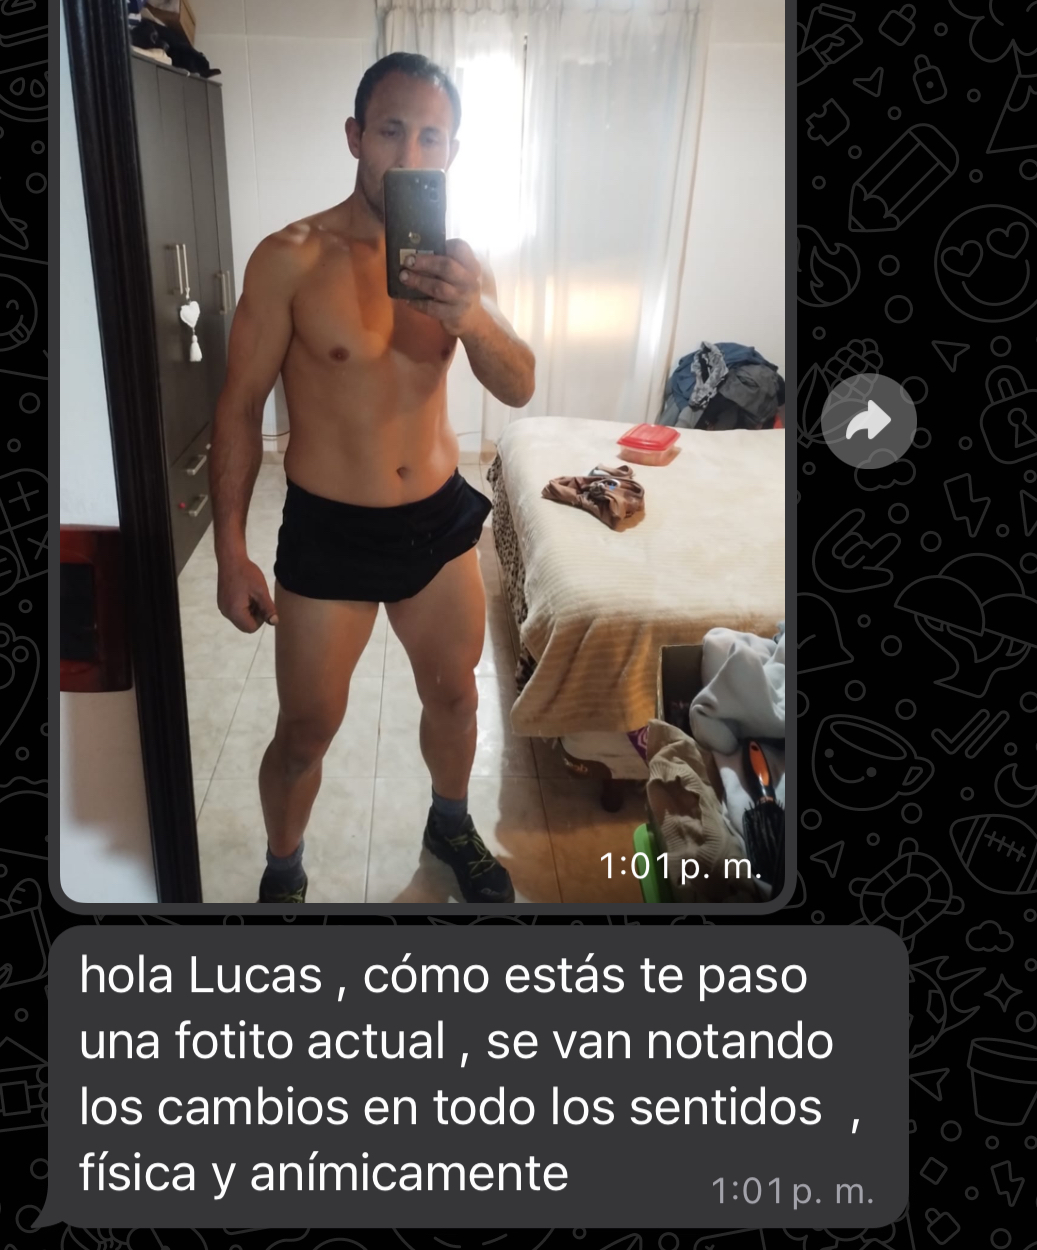 1:01 p. m.
hola Lucas , cómo estás te paso
una fotito actual , se van notando
los cambios en todo los sentidos  ,
física y anímicamente
1:01 p. m.